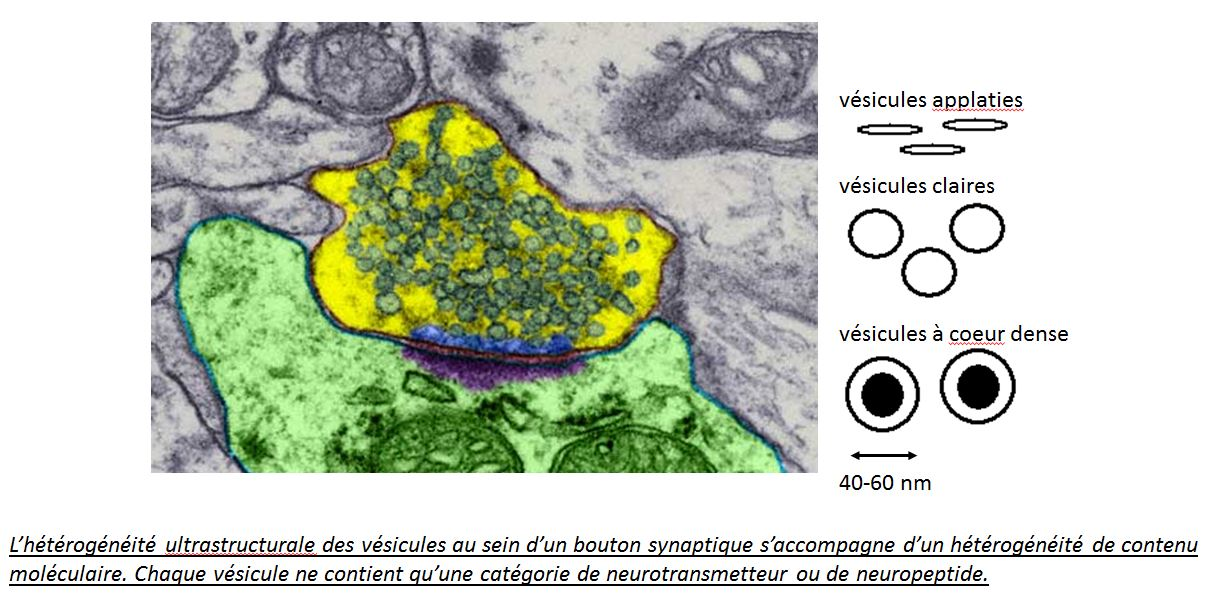 vésicules applaties
vésicules claires
vésicules à coeur dense
40-60 nm
L’hétérogénéité ultrastructurale des vésicules au sein d’un bouton synaptique s’accompagne d’un hétérogénéité de contenu
moléculaire. Chaque vésicule ne contient qu’une catégorie de neurotransmetteur ou de neuropeptide.